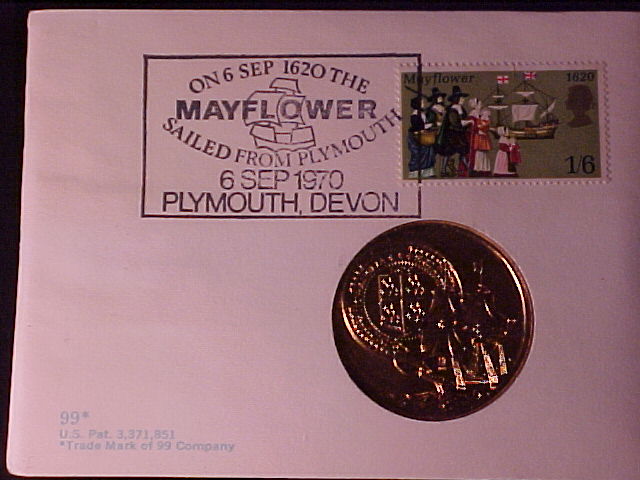 ON 6 SEP 1620 THE
MAYFLOWER
SAILED FROM PLYMOUTH
6 SEP 1970
PLYMOUTH, DEVON
Mayflower 1620
1/6
99*
U.S. Pat. 3,371,851
*Trade Mark of 99 Company